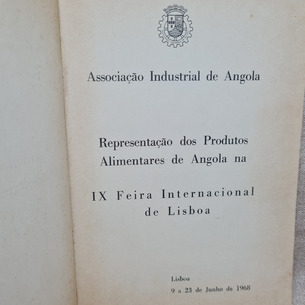 Associação Industrial de Angola
Representação dos Produtos
Alimentares de Angola na
IX Feira Internacional
de Lisboa
Lisboa
9 a 23 de Junho de 1968